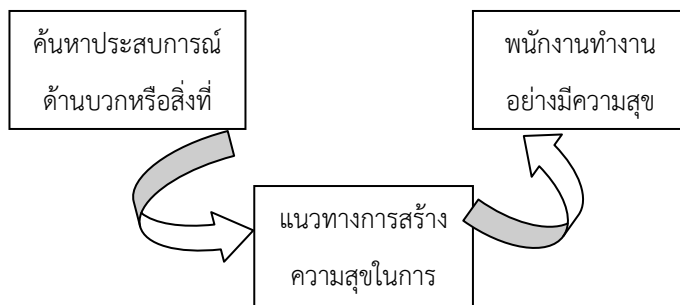 ค้นหาประสบการณ์
ด้านบวกหรือสิ่งที่
พนักงานทำงาน
อย่างมีความสุข
แนวทางการสร้าง
ความสุขในการ